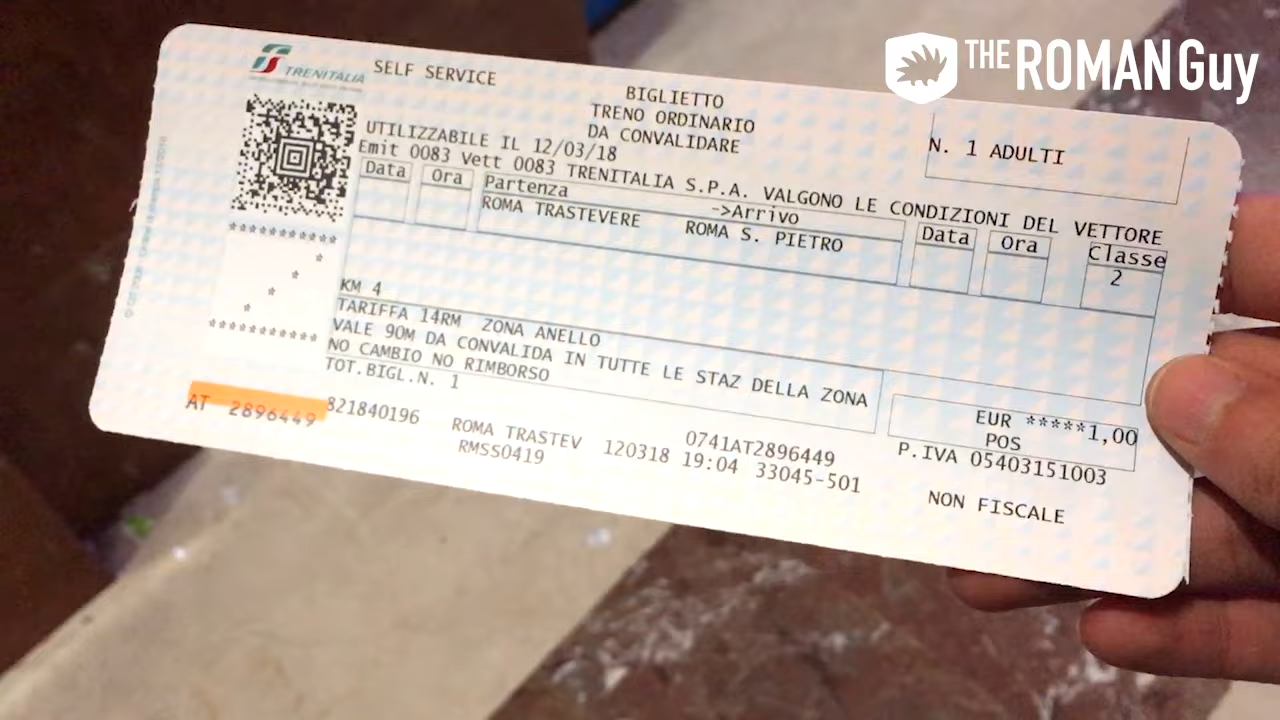 THE ROMAN Guy
TRENITALIA
SELF SERVICE
BIGLIETTO
TRENO ORDINARIO
DA CONVALIDARE
N. 1 ADULTI
UTILIZZABILE IL 12/03/18
Emit 0083 Vett 0083 TRENITALIA S.P.A. VALGONO LE CONDIZIONI DEL VETTORE
Data Ora Partenza ->Arrivo Data Ora Classe
ROMA TRASTEVERE ROMA S. PIETRO 2
***********
*
*
*
*
***********
KM 4
TARIFFA 14RM ZONA ANELLO
VALE 90M DA CONVALIDA IN TUTTE LE STAZ DELLA ZONA
NO CAMBIO NO RIMBORSO
TOT.BIGL.N. 1
EUR *****1,00
POS
AT 2896449
821840196
ROMA TRASTEV
0741AT2896449
P.IVA 05403151003
RMSS0419
120318 19:04 33045-501
NON FISCALE